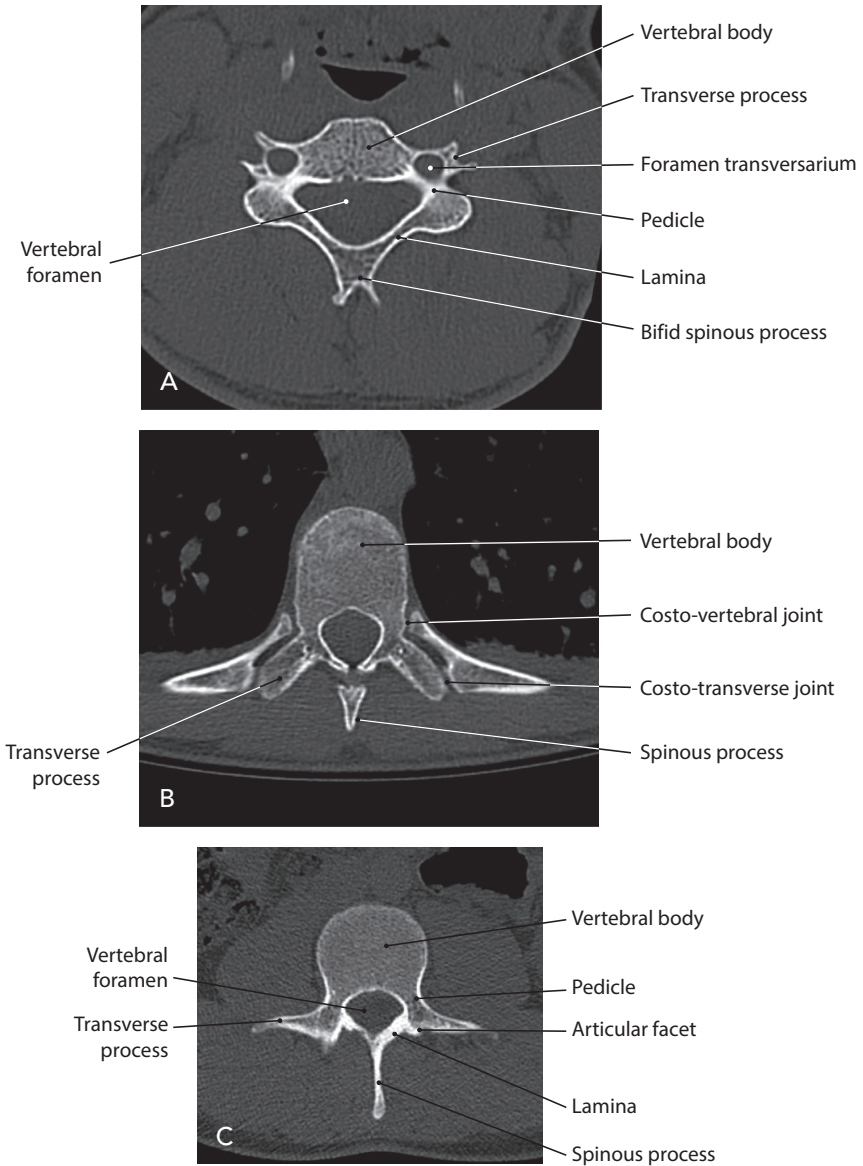 Vertebral body
Transverse process
Foramen transversarium
Pedicle
Vertebral
foramen
Lamina
Bifid spinous process
A
Vertebral body
Costo-vertebral joint
Costo-transverse joint
Transverse
process
Spinous process
B
Vertebral body
Vertebral
foramen
Pedicle
Transverse
process
Articular facet
Lamina
C
Spinous process